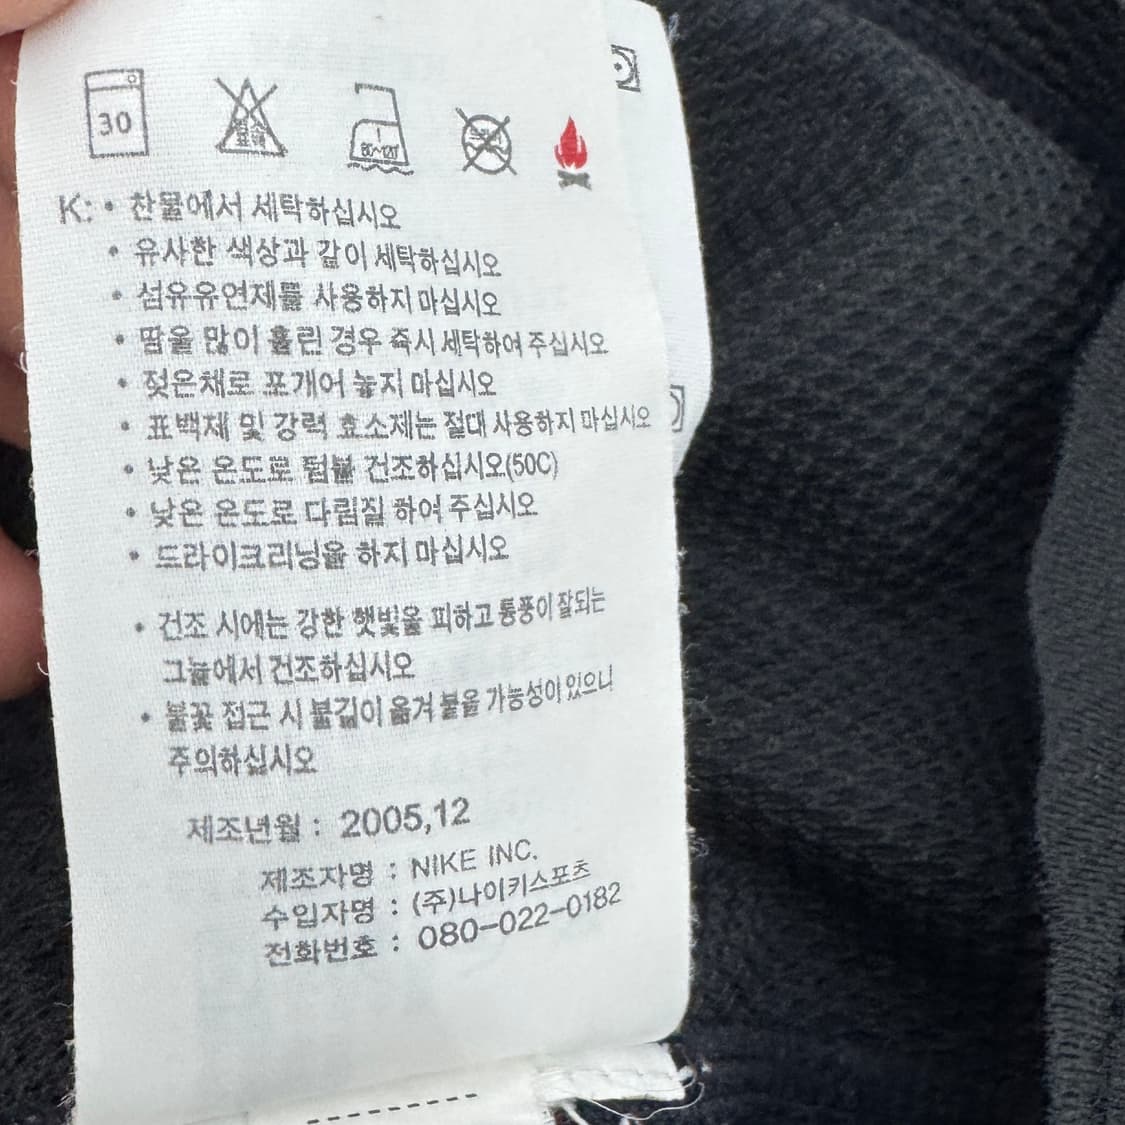 30
염소
80~120
K: • 찬물에서 세탁하십시오
• 유사한 색상과 같이 세탁하십시오
• 섬유유연제를 사용하지 마십시오
• 땀을 많이 흘린 경우 즉시 세탁하여 주십시오
• 젖은채로 포개어 놓지 마십시오
• 표백제 및 강력 효소제는 절대 사용하지 마십시오
• 낮은 온도로 텀블 건조하십시오(50C)
• 낮은 온도로 다림질 하여 주십시오
• 드라이크리닝을 하지 마십시오
• 건조 시에는 강한 햇빛을 피하고 통풍이 잘되는
그늘에서 건조하십시오
• 불꽃 접근 시 불길이 옮겨 붙을 가능성이 있으니
주의하십시오
제조년월 : 2005,12
제조자명 : NIKE INC.
수입자명 : (주)나이키스포츠
전화번호 : 080-022-0182